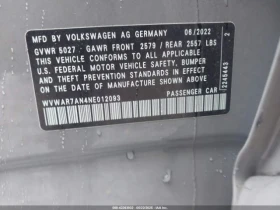 MFD BY VOLKSWAGEN AG GERMANY 06/2022
GVWR 5027 - GAWR FRONT 2579 / REAR 2557 LBS
THIS VEHICLE CONFORMS TO ALL APPLICABLE
FEDERAL MOTOR VEHICLE SAFETY, BUMPER
AND THEFT PREVENTION STANDARDS IN EFFECT
ON THE DATE OF MANUFACTURE SHOWN ABOVE.
WVWAR7AN4NE012093 PASSENGER CAR
2246443 2